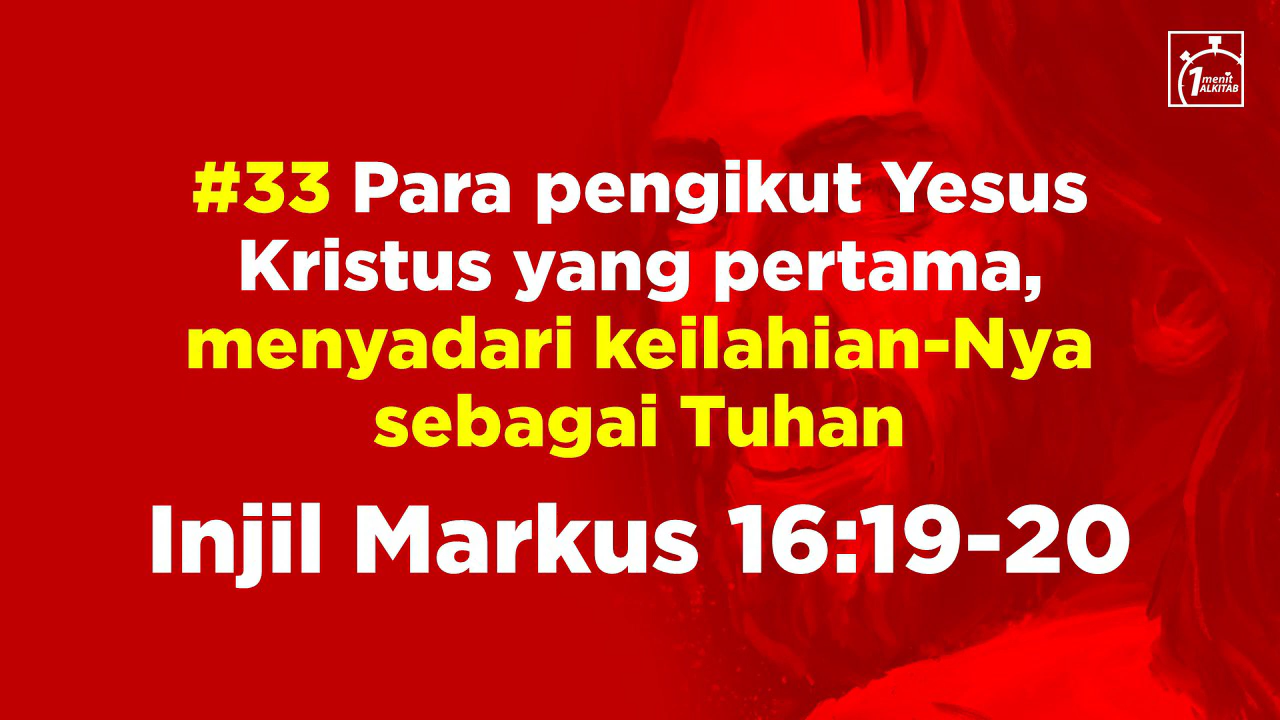 1 menit
ALKITAB
#33 Para pengikut Yesus
Kristus yang pertama,
menyadari keilahian-Nya
sebagai Tuhan
Injil Markus 16:19-20